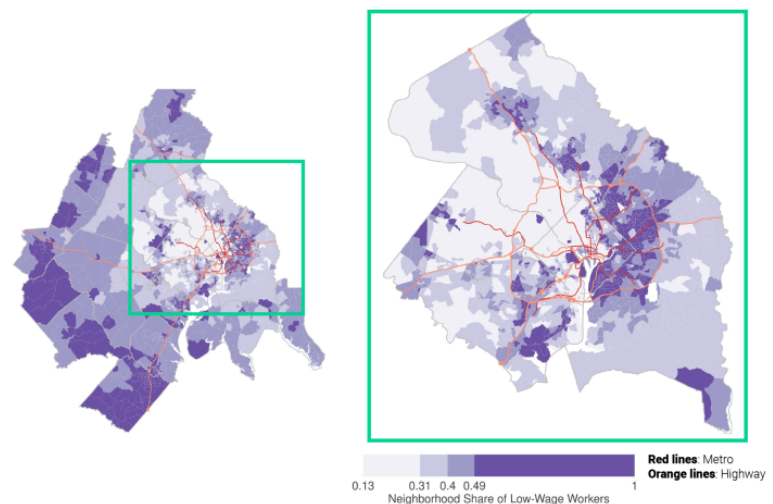 Red lines: Metro
Orange lines: Highway
0.13 0.31 0.4 0.49 1
Neighborhood Share of Low-Wage Workers